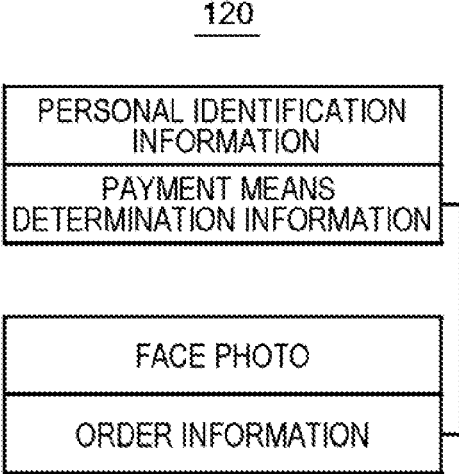 120
PERSONAL IDENTIFICATION
INFORMATION
PAYMENT MEANS
DETERMINATION INFORMATION
FACE PHOTO
ORDER INFORMATION